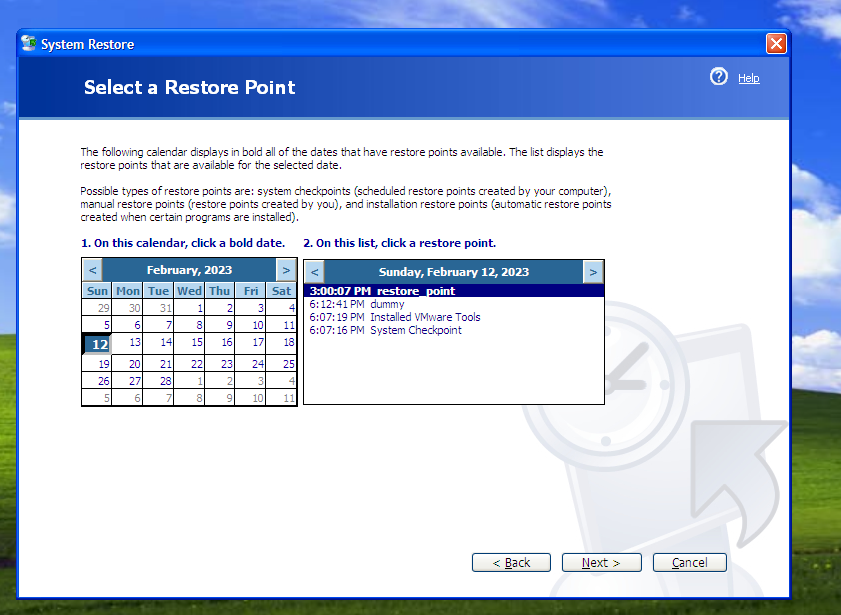 System Restore
Select a Restore Point
Help
The following calendar displays in bold all of the dates that have restore points available. The list displays the
restore points that are available for the selected date.
Possible types of restore points are: system checkpoints (scheduled restore points created by your computer),
manual restore points (restore points created by you), and installation restore points (automatic restore points
created when certain programs are installed).
1. On this calendar, click a bold date.
< February, 2023 >
Sun Mon Tue Wed Thu Fri Sat
29 30 31 1 2 3 4
5 6 7 8 9 10 11
12 13 14 15 16 17 18
19 20 21 22 23 24 25
26 27 28 1 2 3 4
5 6 7 8 9 10 11
2. On this list, click a restore point.
< Sunday, February 12, 2023 >
3:00:07 PM restore_point
6:12:41 PM dummy
6:07:19 PM Installed VMware Tools
6:07:16 PM System Checkpoint
< Back Next > Cancel